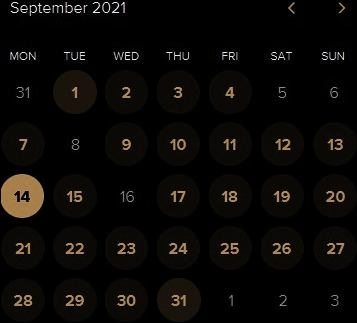 September 2021 < >
MON TUE WED THU FRI SAT SUN
31 1 2 3 4 5 6
7 8 9 10 11 12 13
14 15 16 17 18 19 20
21 22 23 24 25 26 27
28 29 30 31 1 2 3